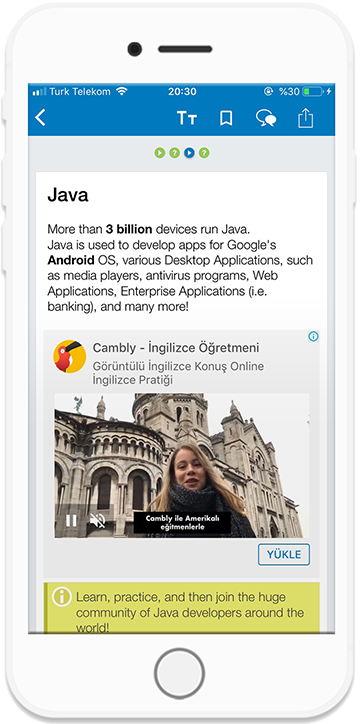 Turk Telekom 20:30 %30
TT
Java
More than 3 billion devices run Java.
Java is used to develop apps for Google's
Android OS, various Desktop Applications, such
as media players, antivirus programs, Web
Applications, Enterprise Applications (i.e.
banking), and many more!
Cambly - İngilizce Öğretmeni
Görüntülü İngilizce Konuş Online
İngilizce Pratiği
Cambly ile Amerikalı
eğitmenlerle
YÜKLE
Learn, practice, and then join the huge
community of Java developers around the
world!